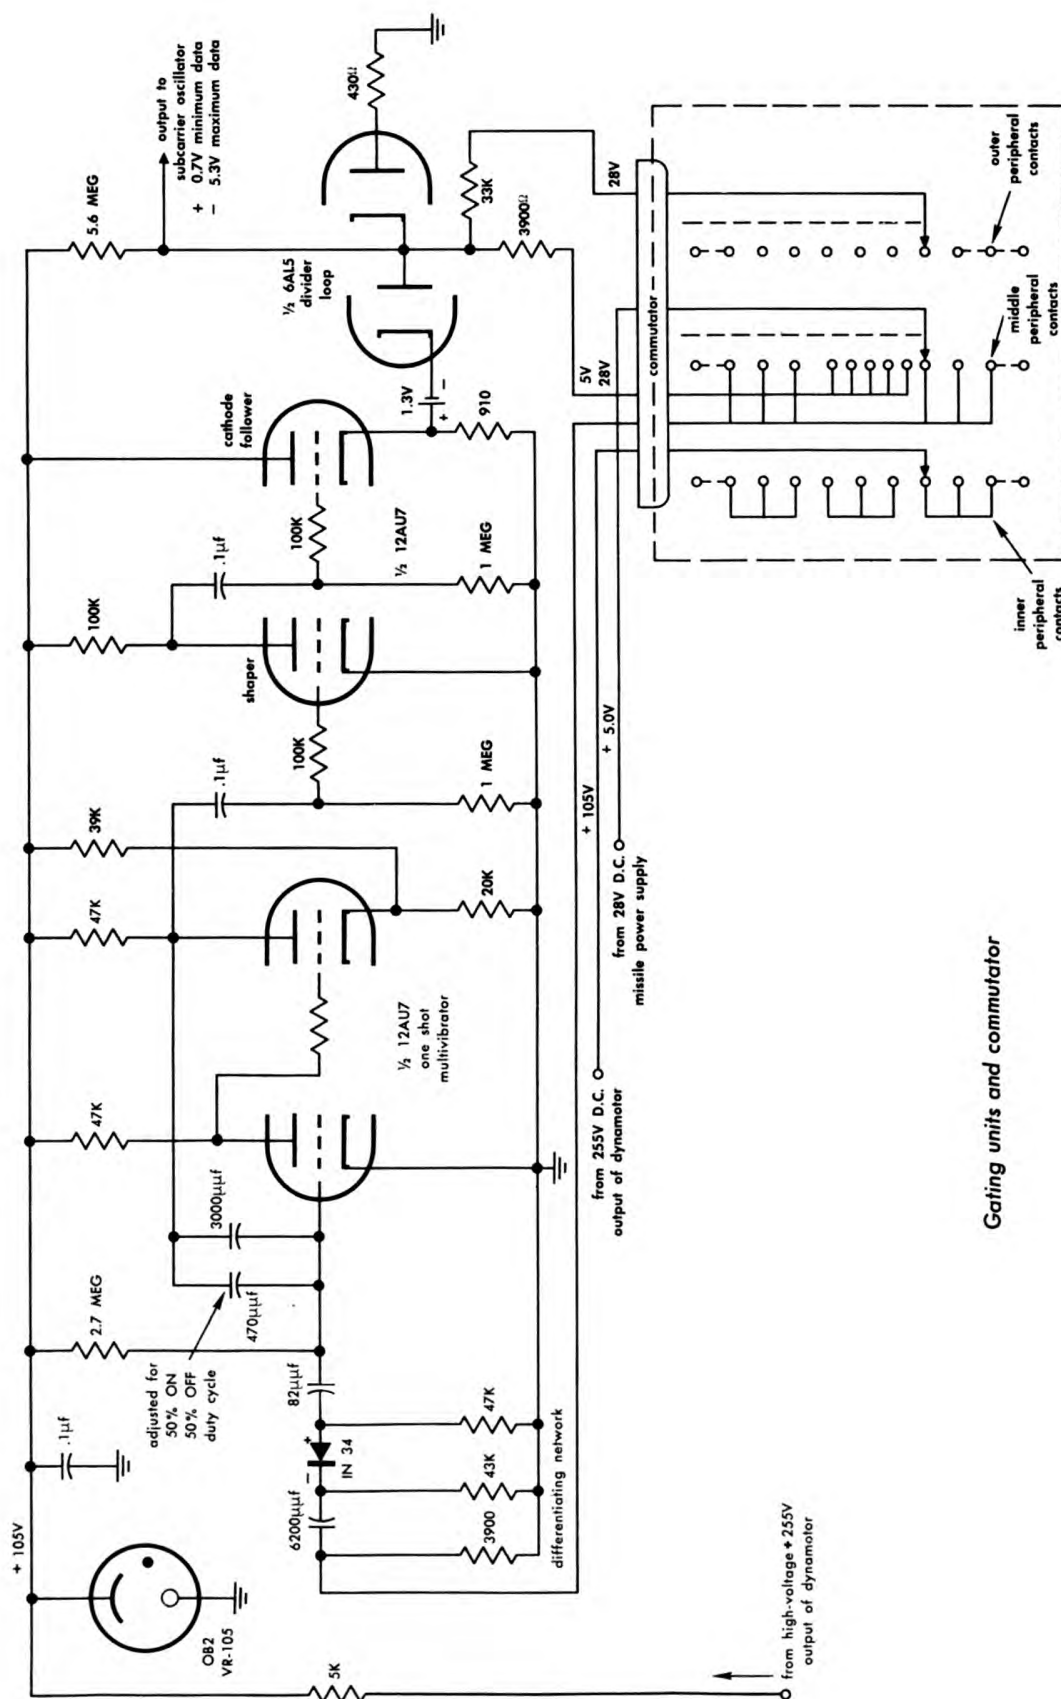 + 105V
OB2
VR-105
5K
from high-voltage + 255V
output of dynamotor
.1μf
2.7 MEG
adjusted for
50% ON
50% OFF
duty cycle
470μμf
3000μμf
82μμf
+
IN 34
−
6200μμf
3900
43K
47K
differentiating network
47K
47K
39K
½ 12AU7
one shot
multivibrator
20K
.1μf
100K
1 MEG
100K
shaper
.1μf
100K
½ 12AU7
1 MEG
cathode
follower
1.3V
+
−
910
½ 6AL5
divider
loop
430Ω
5.6 MEG
output to
subcarrier oscillator
+ 0.7V minimum data
− 5.3V maximum data
33K
3900Ω
28V
5V
28V
commutator
+ 105V
+ 5.0V
from 255V D.C.
output of dynamotor
from 28V D.C.
missile power supply
outer
peripheral
contacts
middle
peripheral
contacts
inner
peripheral
contacts
Gating units and commutator